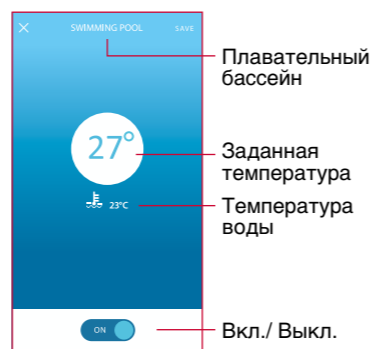 SWIMMING POOL SAVE
Плавательный
бассейн
27°
Заданная
температура
23°C
Температура
воды
ON
Вкл./ Выкл.